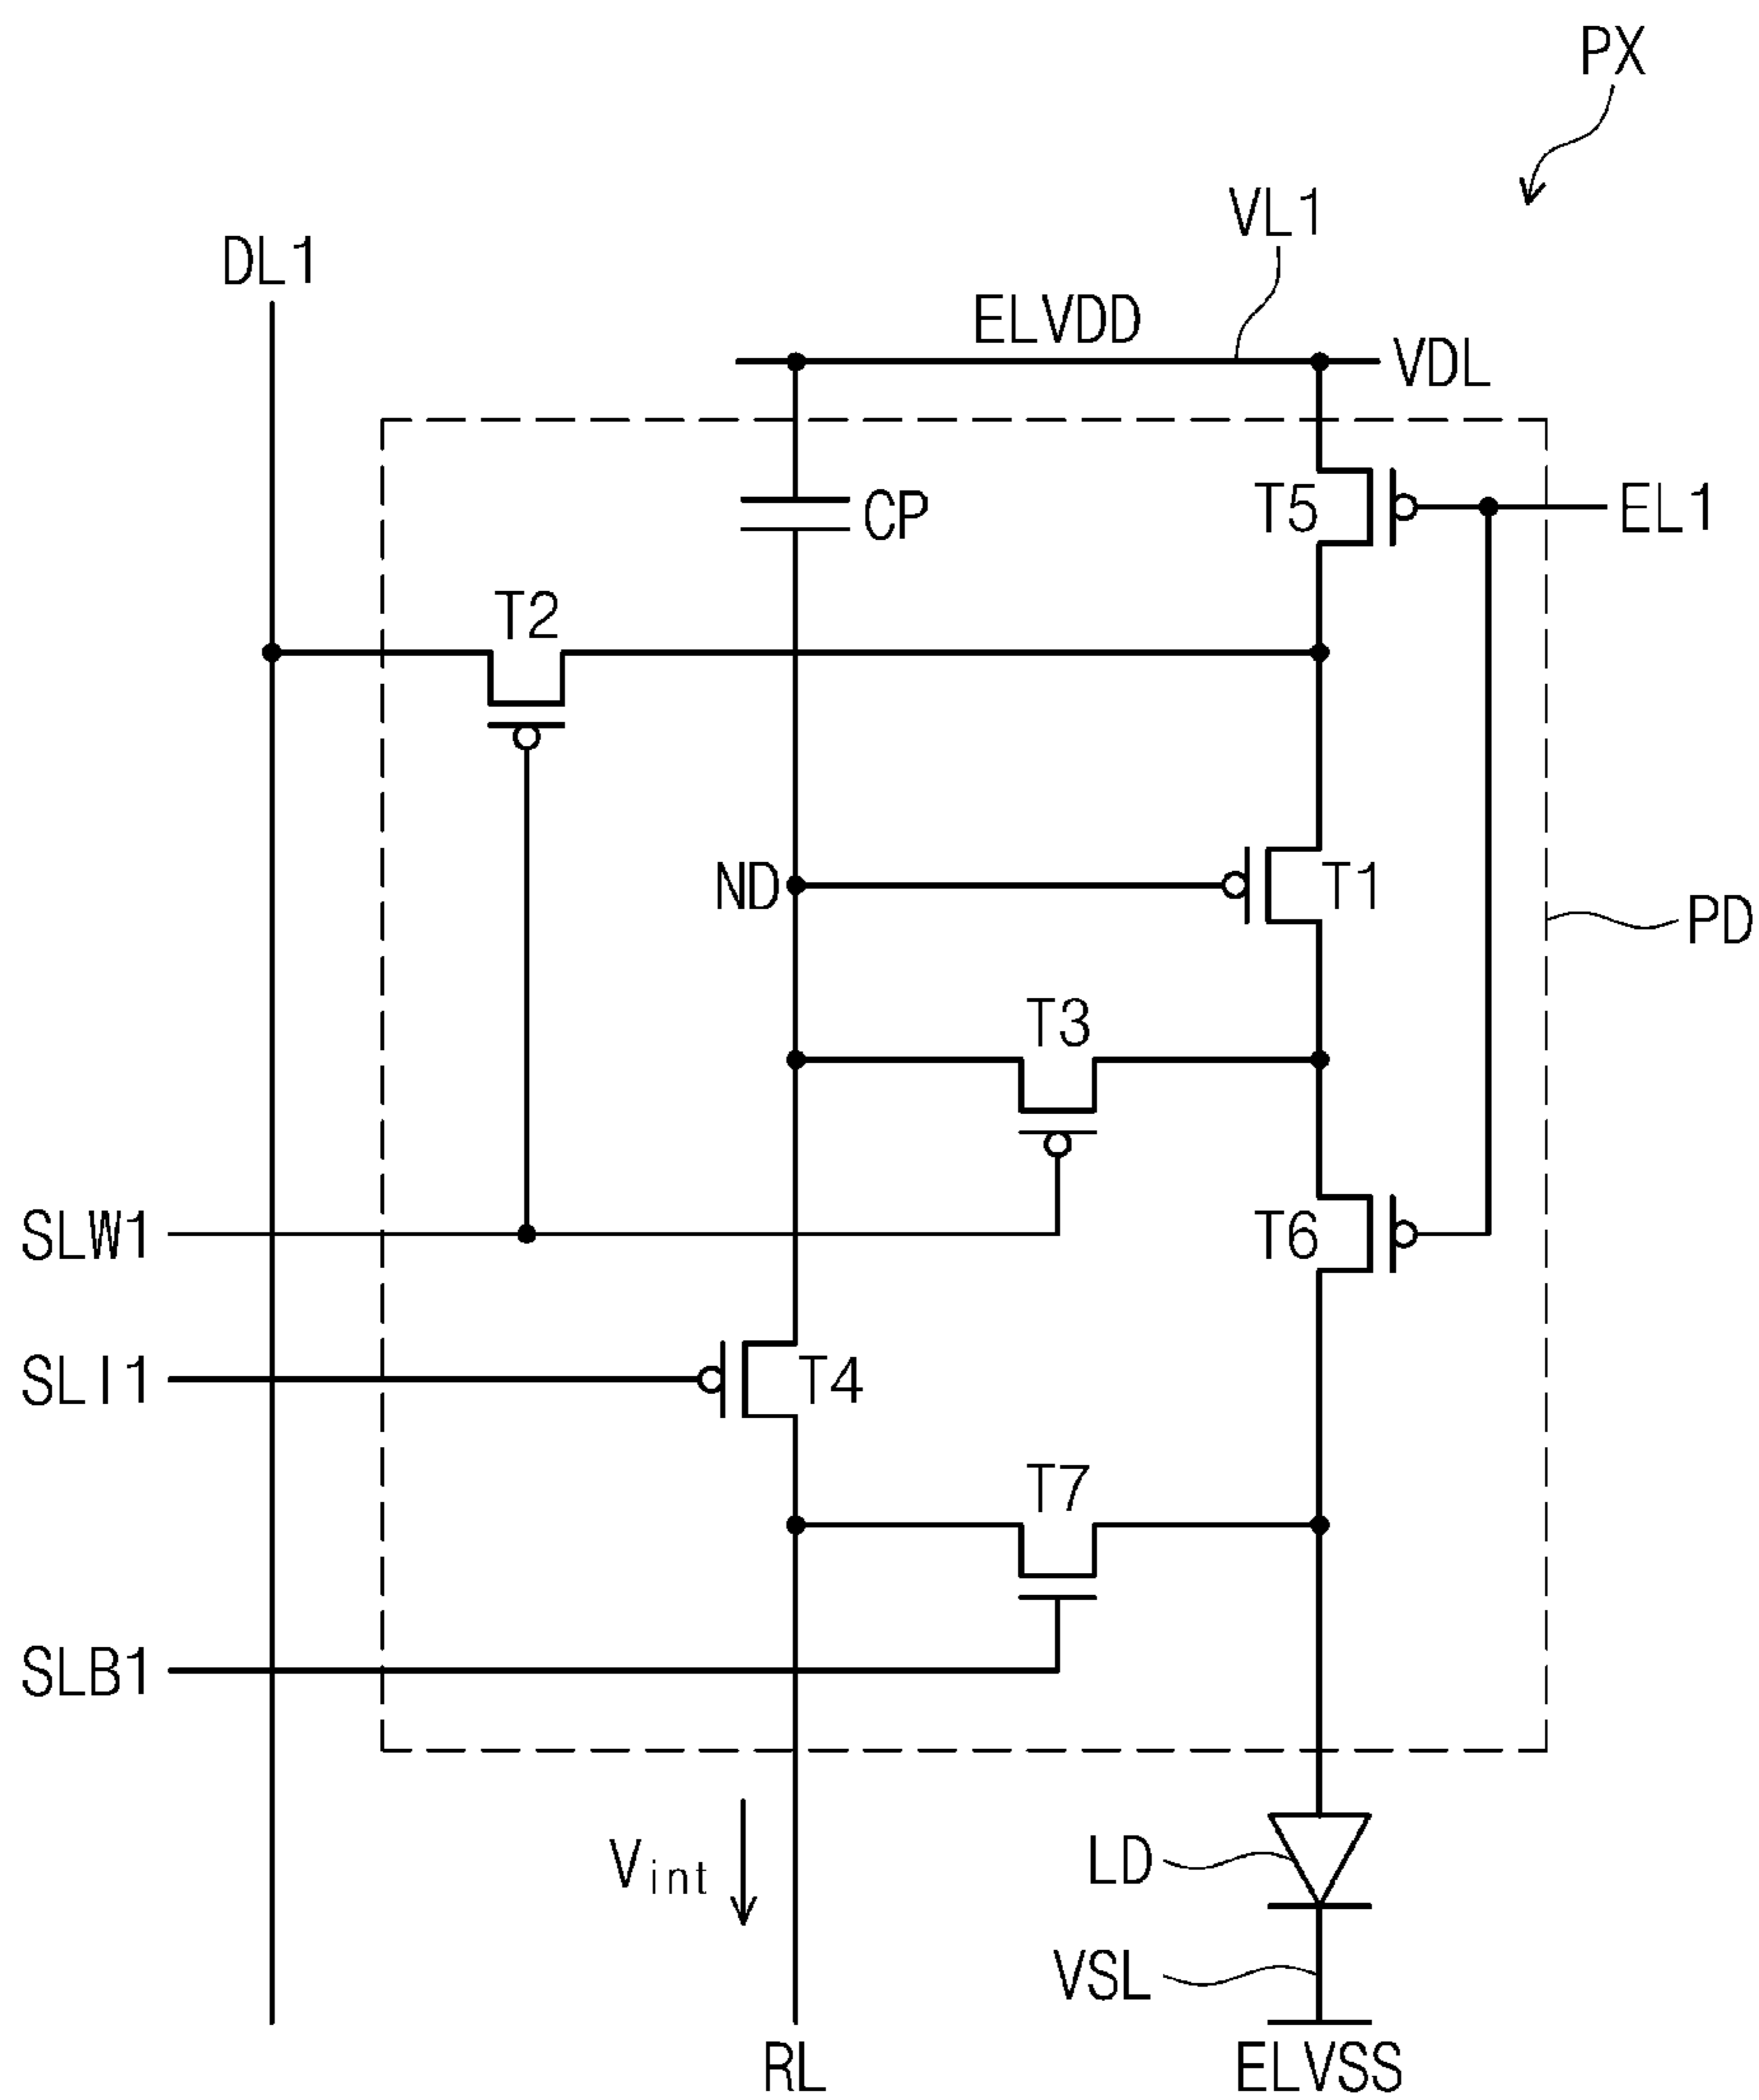 PX
VL1
DL1
ELVDD
VDL
CP
T5
EL1
T2
ND
T1
PD
T3
SLW1
T6
SLI1
T4
T7
SLB1
Vint
LD
VSL
RL
ELVSS